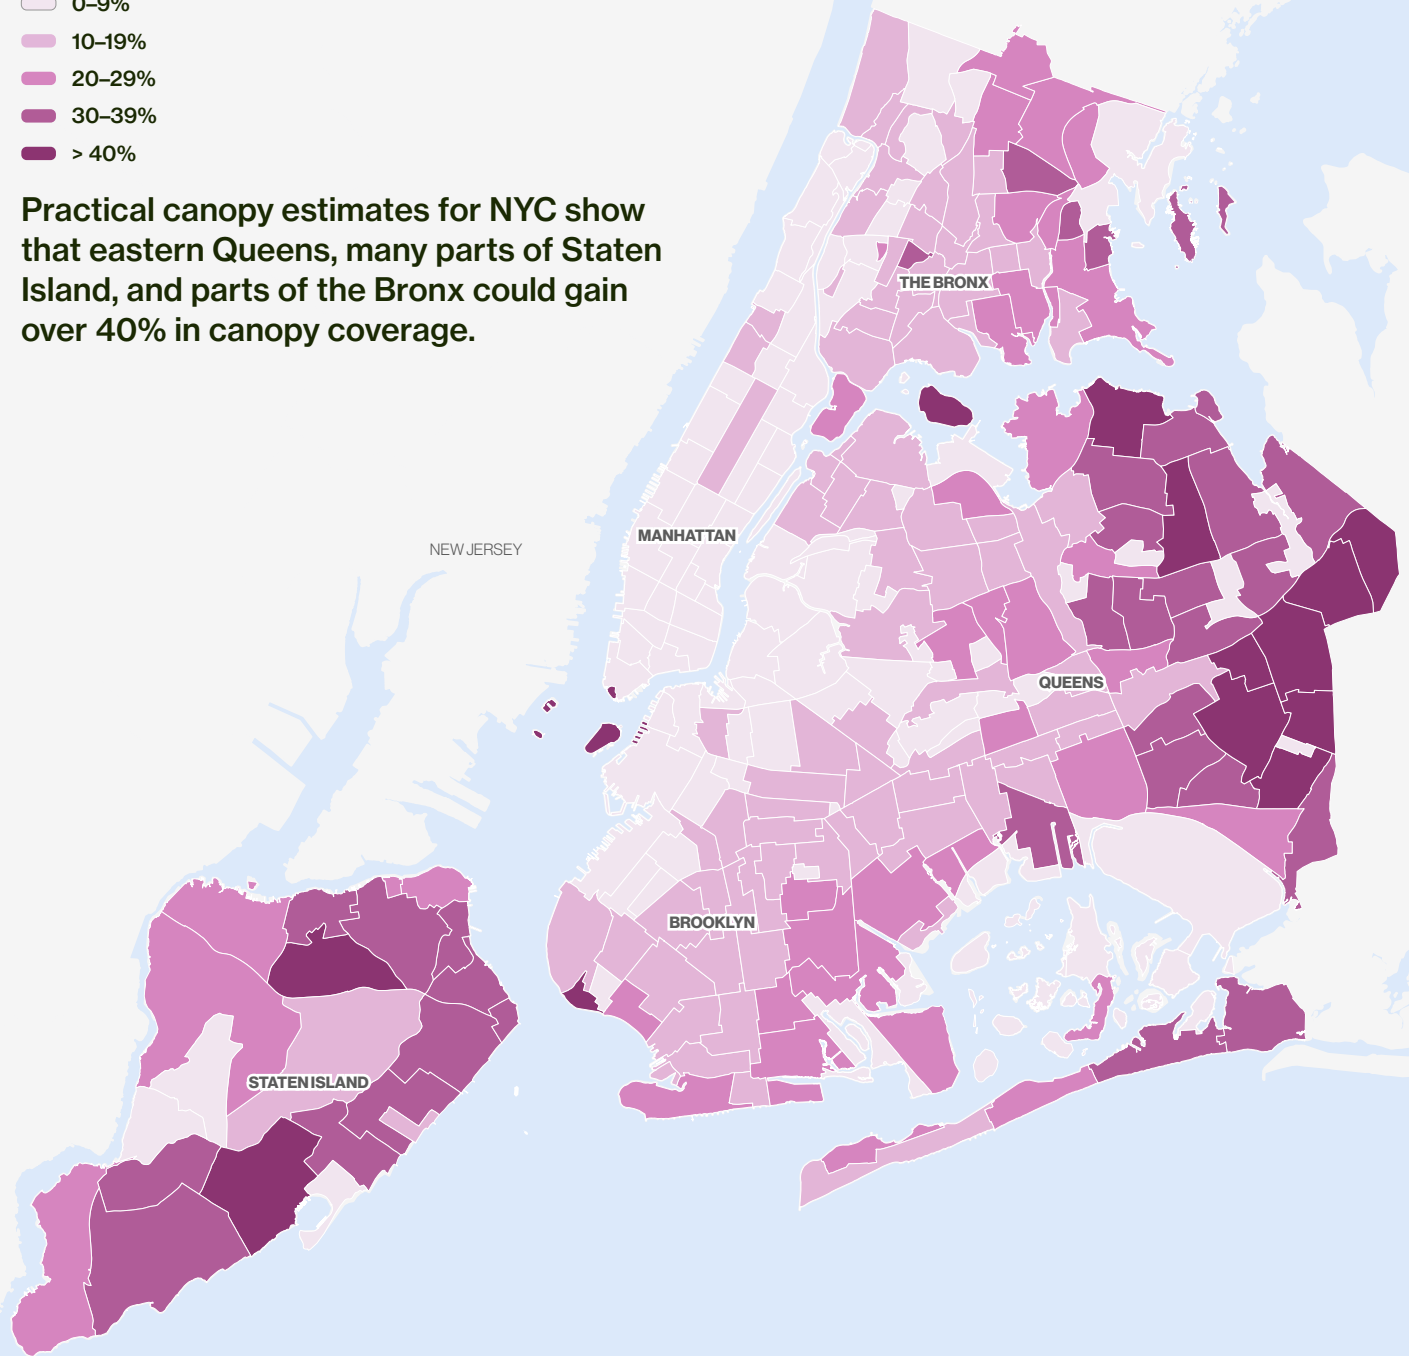 0–9%
10–19%
20–29%
30–39%
> 40%
Practical canopy estimates for NYC show
that eastern Queens, many parts of Staten
Island, and parts of the Bronx could gain
over 40% in canopy coverage.
THE BRONX
MANHATTAN
NEW JERSEY
QUEENS
BROOKLYN
STATEN ISLAND